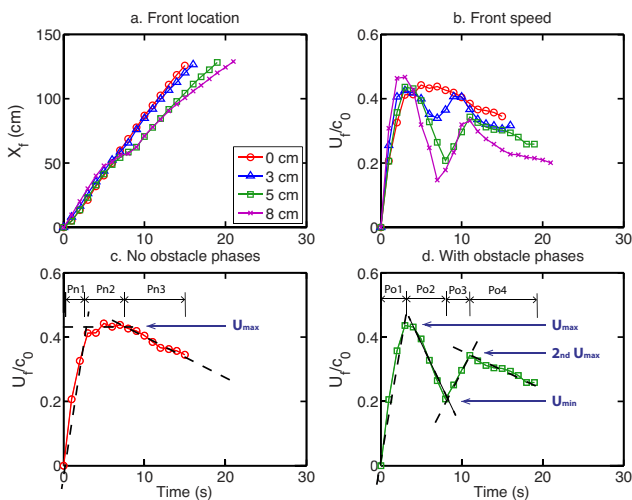 a. Front location
150
100
50
0
X_f (cm)
0 10 20 30
0 cm
3 cm
5 cm
8 cm
b. Front speed
0.6
0.4
0.2
0
U_f/c_0
0 10 20 30
c. No obstacle phases
0.6
0.4
0.2
0
U_f/c_0
Pn1 Pn2 Pn3
U_max
0 10 20 30
Time (s)
d. With obstacle phases
0.6
0.4
0.2
0
U_f/c_0
Po1 Po2 Po3 Po4
U_max
2nd U_max
U_min
0 10 20 30
Time (s)